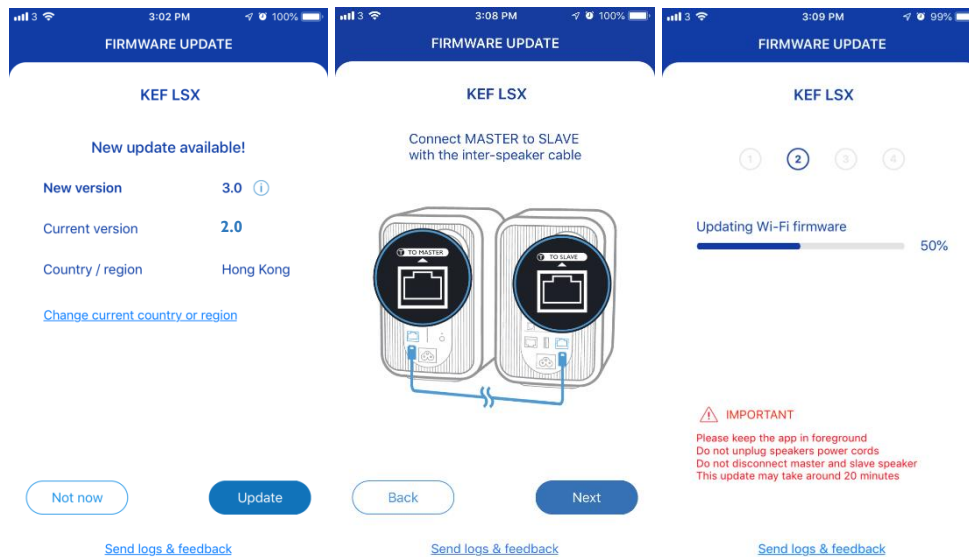 3 3:02 PM 100%
FIRMWARE UPDATE
KEF LSX
New update available!
New version 3.0 i
Current version 2.0
Country / region Hong Kong
Change current country or region
Not now Update
Send logs & feedback
3 3:08 PM 100%
FIRMWARE UPDATE
KEF LSX
Connect MASTER to SLAVE
with the inter-speaker cable
TO MASTER
TO SLAVE
Back Next
Send logs & feedback
3 3:09 PM 99%
FIRMWARE UPDATE
KEF LSX
1 2 3 4
Updating Wi-Fi firmware
50%
IMPORTANT
Please keep the app in foreground
Do not unplug speakers power cords
Do not disconnect master and slave speaker
This update may take around 20 minutes
Send logs & feedback